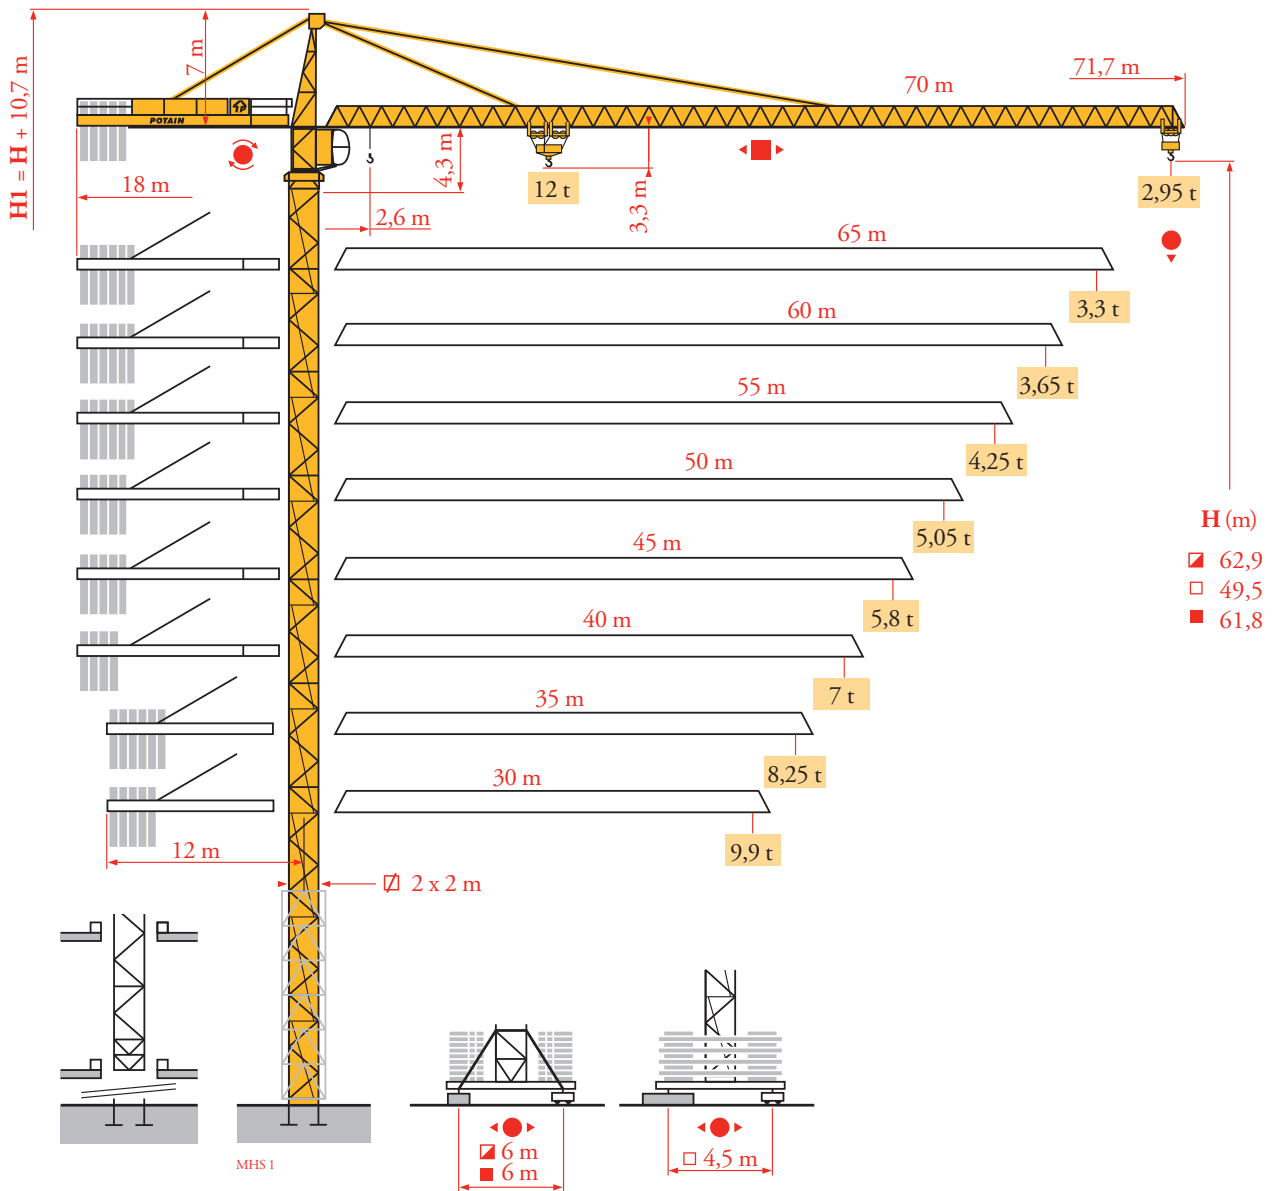 H1 = H + 10,7 m
7 m
70 m
71,7 m
POTAIN
18 m
4,3 m
12 t
3,3 m
2,95 t
2,6 m
65 m
3,3 t
60 m
3,65 t
55 m
4,25 t
50 m
5,05 t
H (m)
62,9
49,5
61,8
45 m
5,8 t
40 m
7 t
35 m
8,25 t
30 m
9,9 t
12 m
2 x 2 m
MHS 1
6 m
6 m
4,5 m